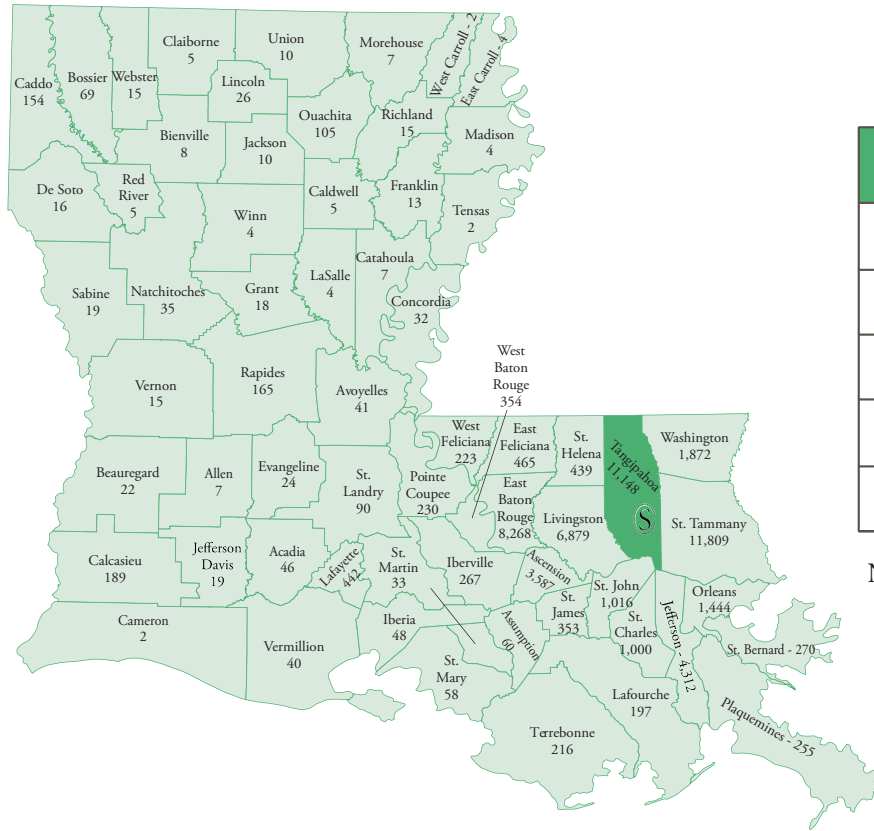 Caddo
154
Bossier
69
Webster
15
Claiborne
5
Union
10
Morehouse
7
West Carroll - 2
East Carroll - 4
Lincoln
26
Ouachita
105
Richland
15
Madison
4
Bienville
8
Jackson
10
De Soto
16
Red
River
5
Winn
4
Caldwell
5
Franklin
13
Tensas
2
Sabine
19
Natchitoches
35
Grant
18
LaSalle
4
Catahoula
7
Concordia
32
Vernon
15
Rapides
165
Avoyelles
41
West
Baton
Rouge
354
West
Feliciana
223
East
Feliciana
465
St.
Helena
439
Tangipahoa
11,148
S
Washington
1,872
Beauregard
22
Allen
7
Evangeline
24
St.
Landry
90
Pointe
Coupee
230
East
Baton
Rouge
8,268
Livingston
6,879
St. Tammany
11,809
Calcasieu
189
Jefferson
Davis
19
Acadia
46
Lafayette
442
St.
Martin
33
Iberville
267
Ascension
3,587
St. John
1,016
Orleans
1,444
Cameron
2
Vermillion
40
Iberia
48
St.
Mary
58
Assumption
60
St.
James
353
St.
Charles
1,000
Jefferson - 4,312
St. Bernard - 270
Lafourche
197
Terrebonne
216
Plaquemines - 255
N